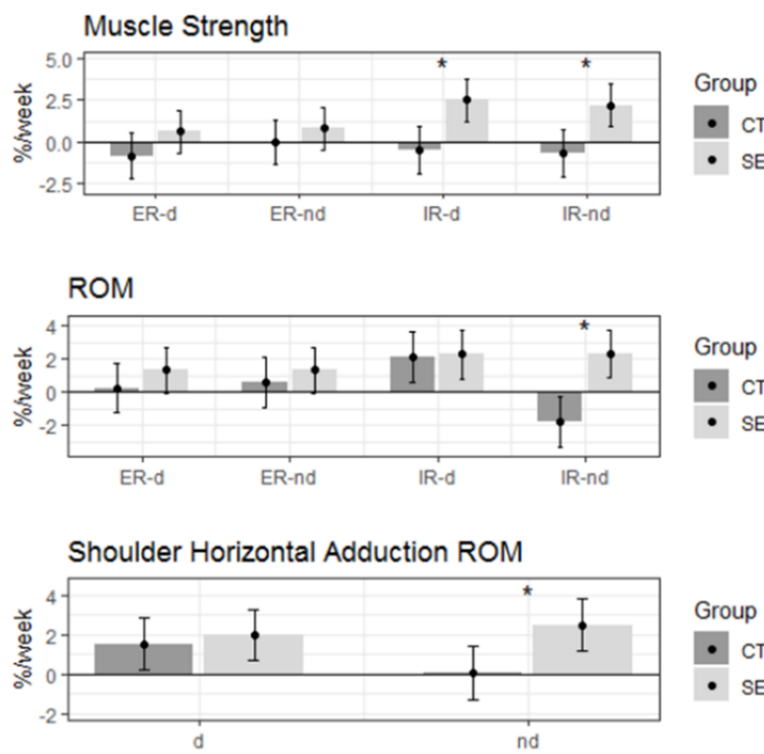 Muscle Strength
5.0
2.5
0.0
-2.5
%/week
ER-d ER-nd IR-d IR-nd
* *
Group
CT
SE
ROM
4
2
0
-2
%/week
ER-d ER-nd IR-d IR-nd
*
Group
CT
SE
Shoulder Horizontal Adduction ROM
4
2
0
-2
%/week
d nd
*
Group
CT
SE